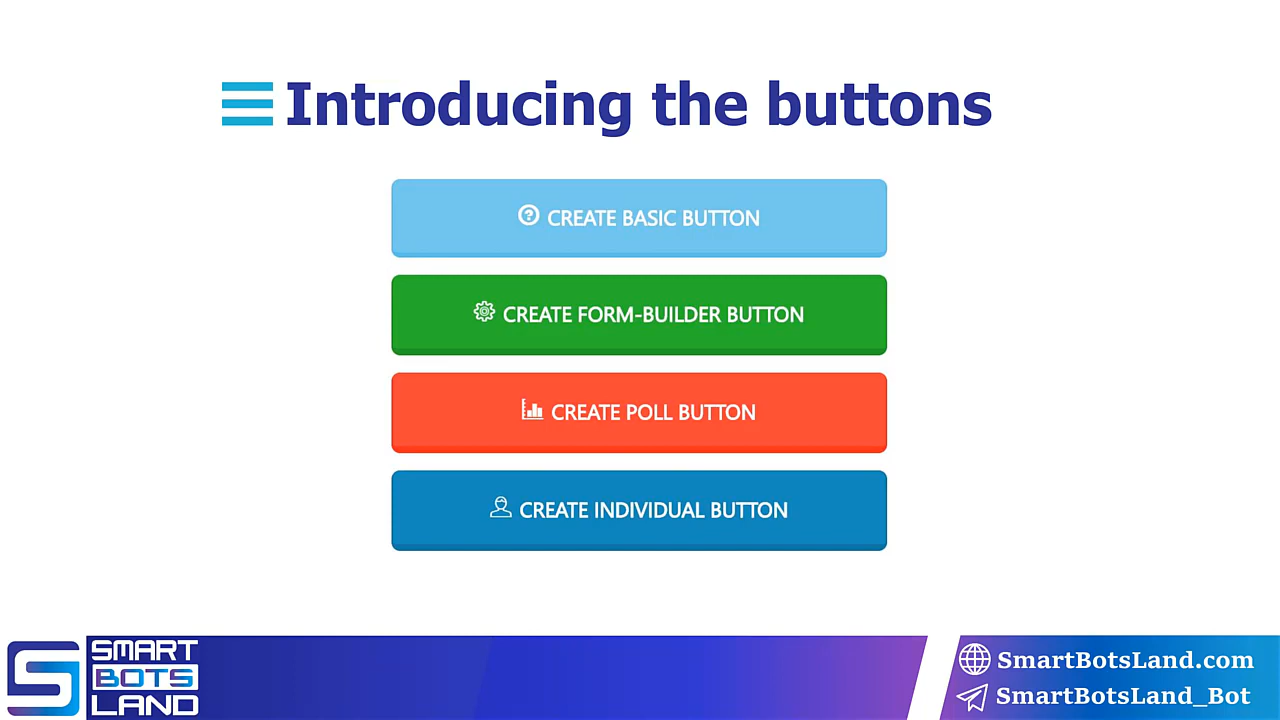 Introducing the buttons
CREATE BASIC BUTTON
CREATE FORM-BUILDER BUTTON
CREATE POLL BUTTON
CREATE INDIVIDUAL BUTTON
SMART
BOTS
LAND
SmartBotsLand.com
SmartBotsLand_Bot